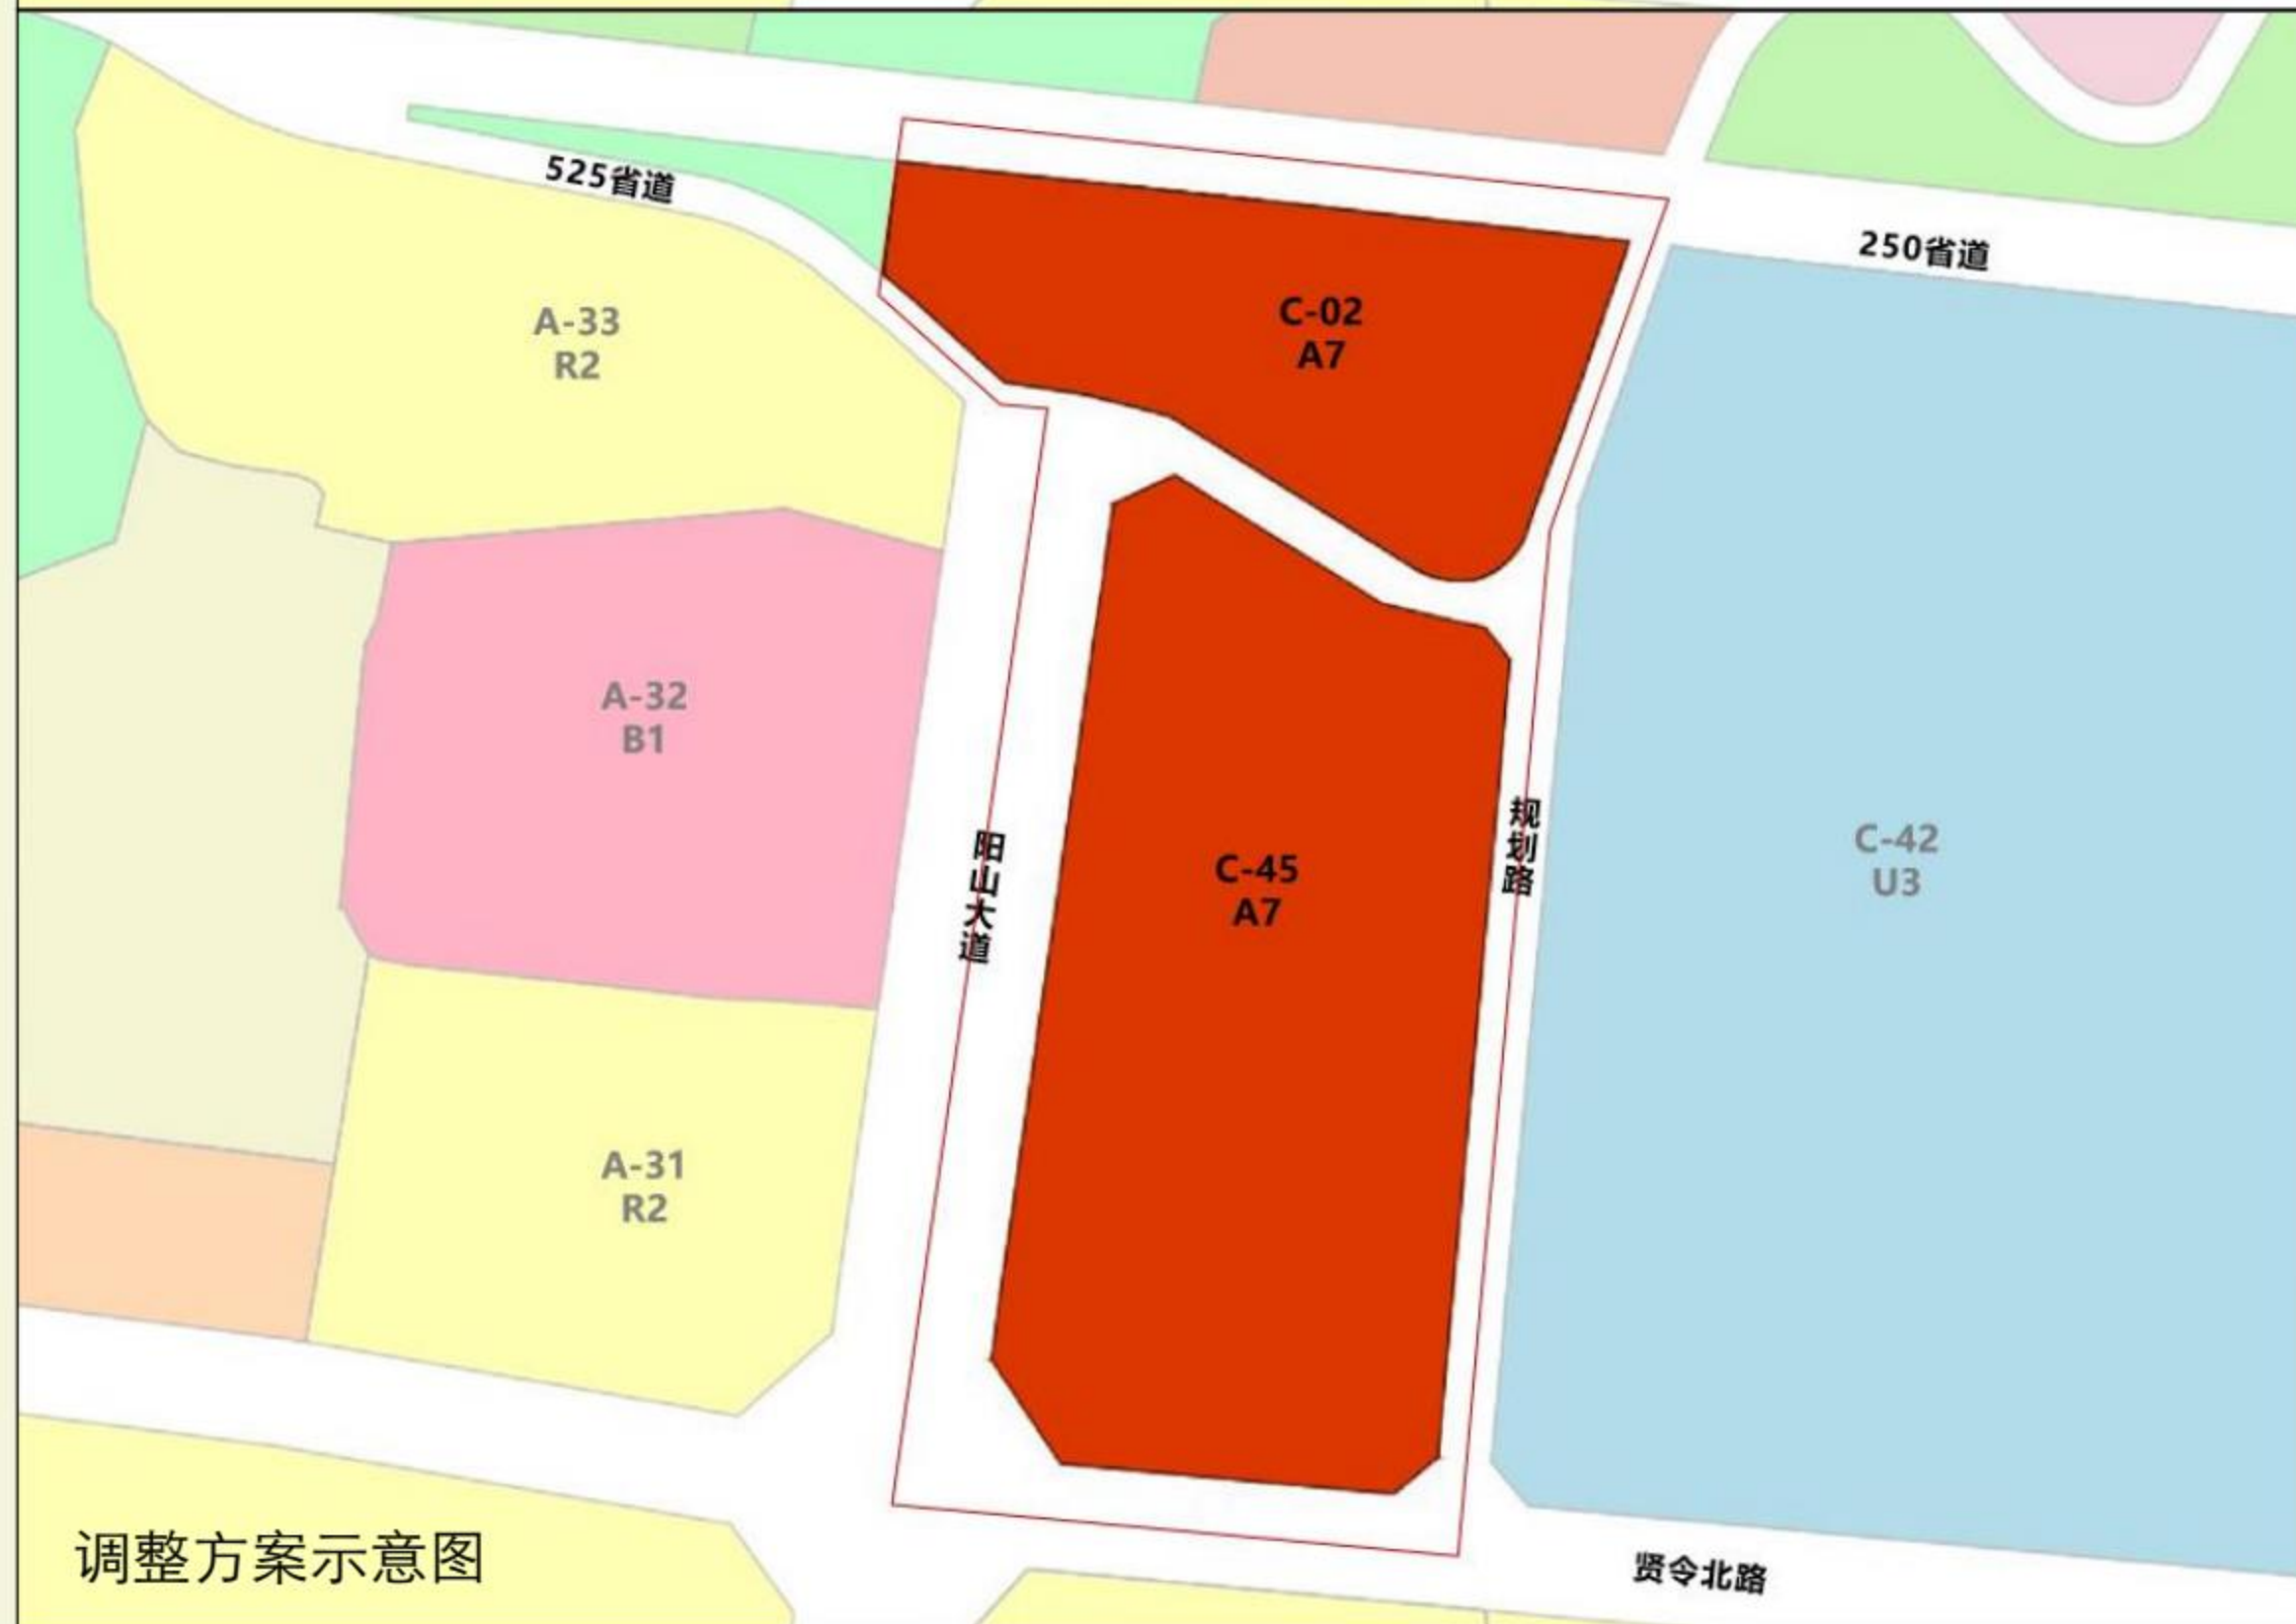 525省道
250省道
A-33
R2
C-02
A7
A-32
B1
阳山大道
C-45
A7
规划路
C-42
U3
A-31
R2
调整方案示意图
贤令北路